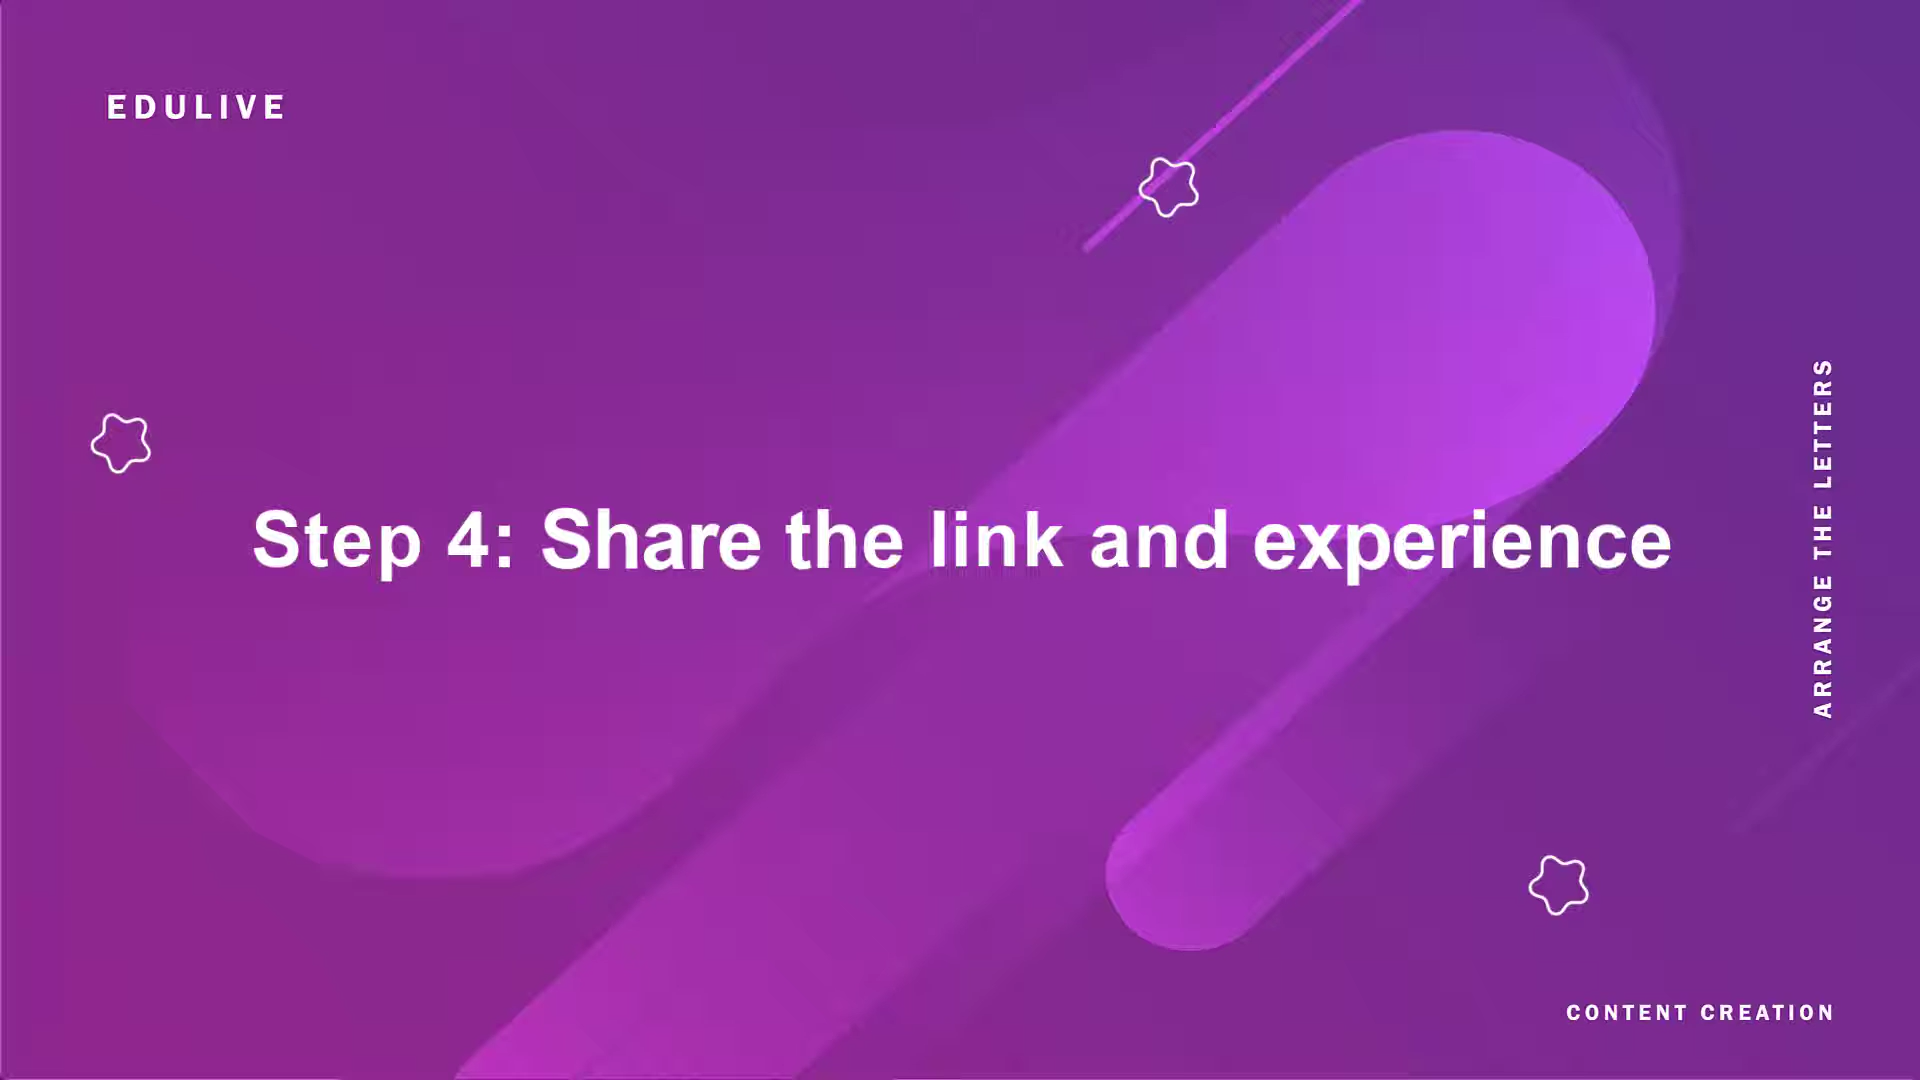 EDULIVE
Step 4: Share the link and experience
ARRANGE THE LETTERS
CONTENT CREATION